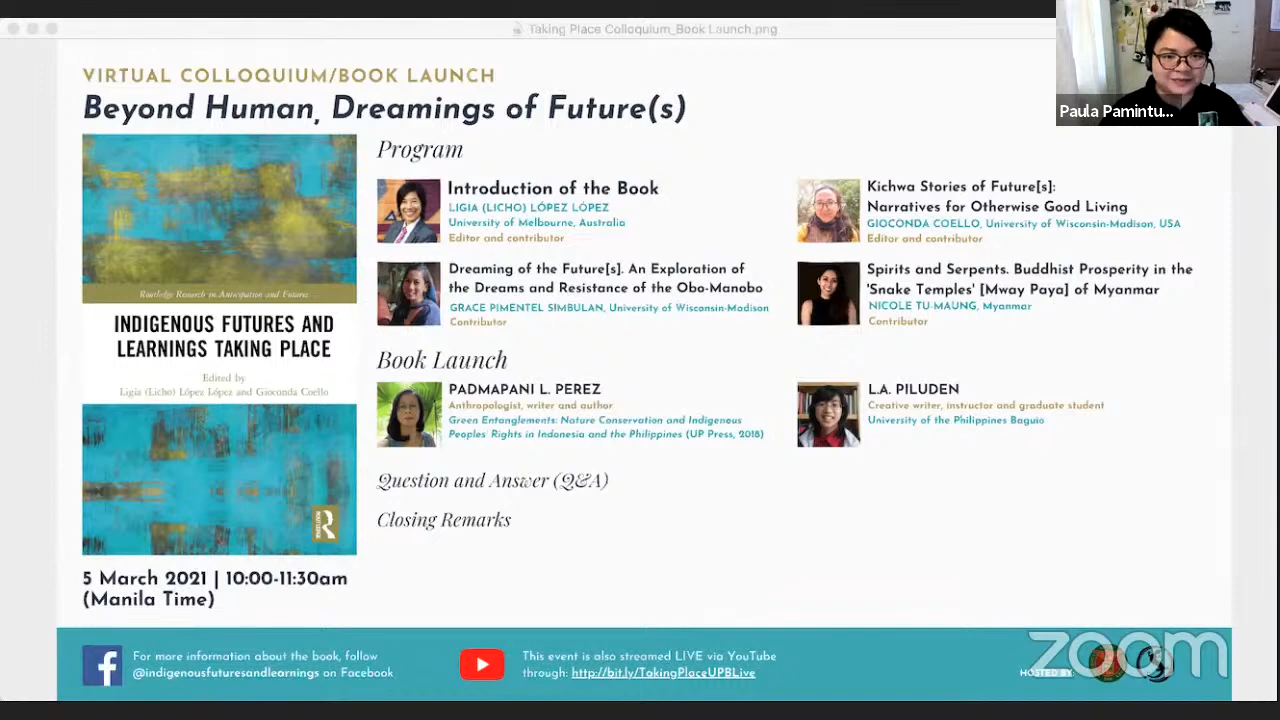 Taking Place Colloquium_Book Launch.png
Paula Pamintu...
VIRTUAL COLLOQUIUM/BOOK LAUNCH
Beyond Human, Dreamings of Future(s)
Routledge Research in Anticipation and Futures
INDIGENOUS FUTURES AND
LEARNINGS TAKING PLACE
Edited by
Ligia (Licho) López López and Gioconda Coello
ROUTLEDGE
5 March 2021 | 10:00-11:30am
(Manila Time)
Program
Introduction of the Book
LIGIA (LICHO) LÓPEZ LÓPEZ
University of Melbourne, Australia
Editor and contributor
Kichwa Stories of Future[s]:
Narratives for Otherwise Good Living
GIOCONDA COELLO, University of Wisconsin-Madison, USA
Editor and contributor
Dreaming of the Future[s]. An Exploration of
the Dreams and Resistance of the Obo-Manobo
GRACE PIMENTEL SIMBULAN, University of Wisconsin-Madison
Contributor
Spirits and Serpents. Buddhist Prosperity in the
'Snake Temples' [Mway Paya] of Myanmar
NICOLE TU-MAUNG, Myanmar
Contributor
Book Launch
PADMAPANI L. PEREZ
Anthropologist, writer and author
Green Entanglements: Nature Conservation and Indigenous
Peoples' Rights in Indonesia and the Philippines (UP Press, 2018)
L.A. PILUDEN
Creative writer, instructor and graduate student
University of the Philippines Baguio
Question and Answer (Q&A)
Closing Remarks
For more information about the book, follow
@indigenousfuturesandlearnings on Facebook
This event is also streamed LIVE via YouTube
through: http://bit.ly/TakingPlaceUPBLive
HOSTED BY:
zoom